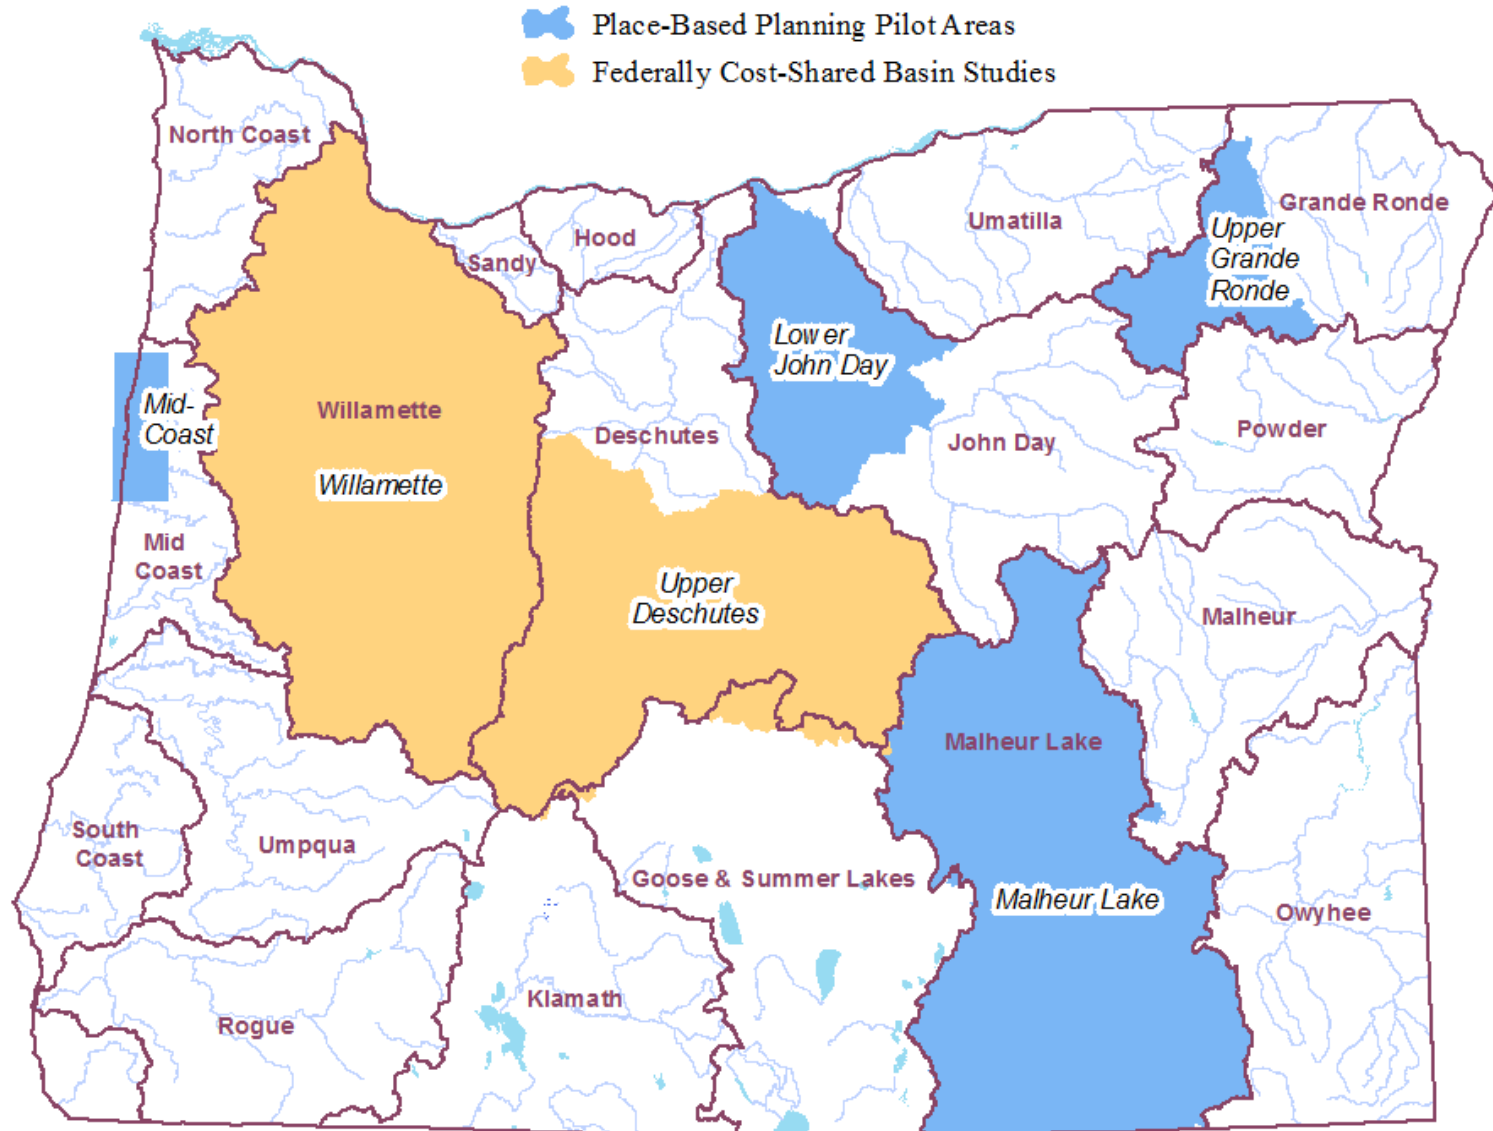 Place-Based Planning Pilot Areas
Federally Cost-Shared Basin Studies
North Coast
Grande Ronde
Umatilla
Upper
Grande
Ronde
Hood
Sandy
Lower
John Day
Mid-
Coast
Willamette
Deschutes
John Day
Powder
Willamette
Mid
Coast
Upper
Deschutes
Malheur
Malheur Lake
South
Coast
Umpqua
Goose & Summer Lakes
Malheur Lake
Owyhee
Klamath
Rogue